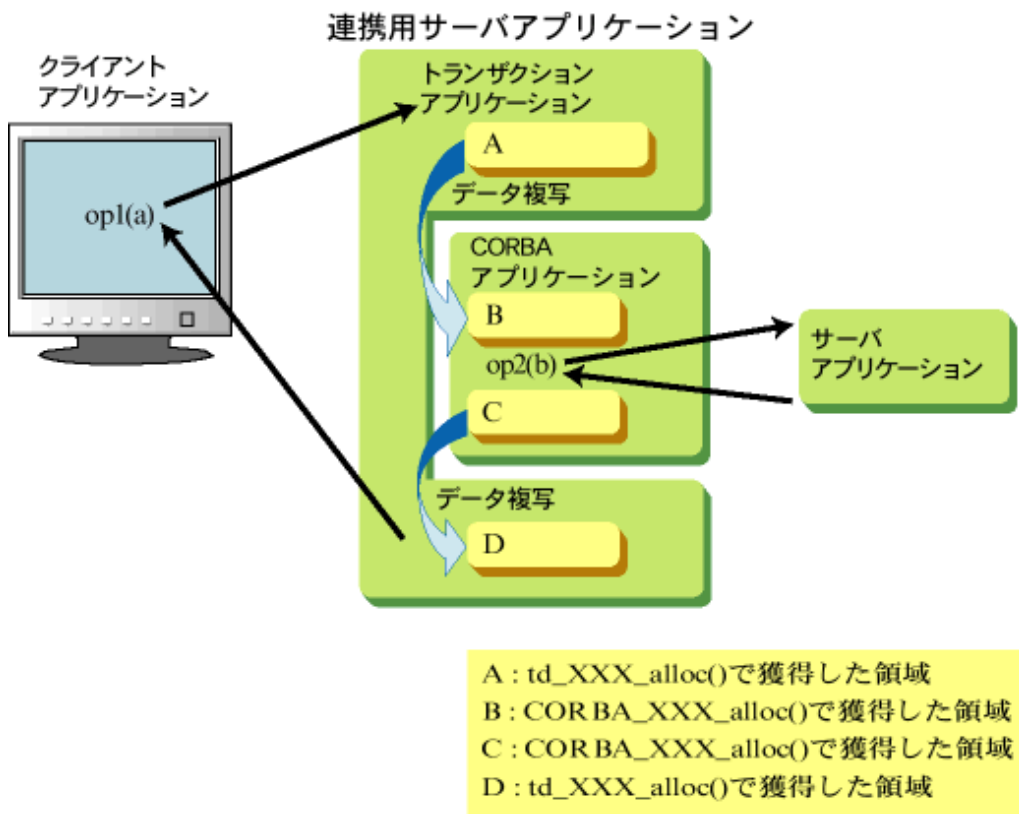 連携用サーバアプリケーション
クライアント
アプリケーション
op1(a)
トランザクション
アプリケーション
A
データ複写
CORBA
アプリケーション
B
op2(b)
C
サーバ
アプリケーション
データ複写
D
A : td_XXX_alloc()で獲得した領域
B : CORBA_XXX_alloc()で獲得した領域
C : CORBA_XXX_alloc()で獲得した領域
D : td_XXX_alloc()で獲得した領域